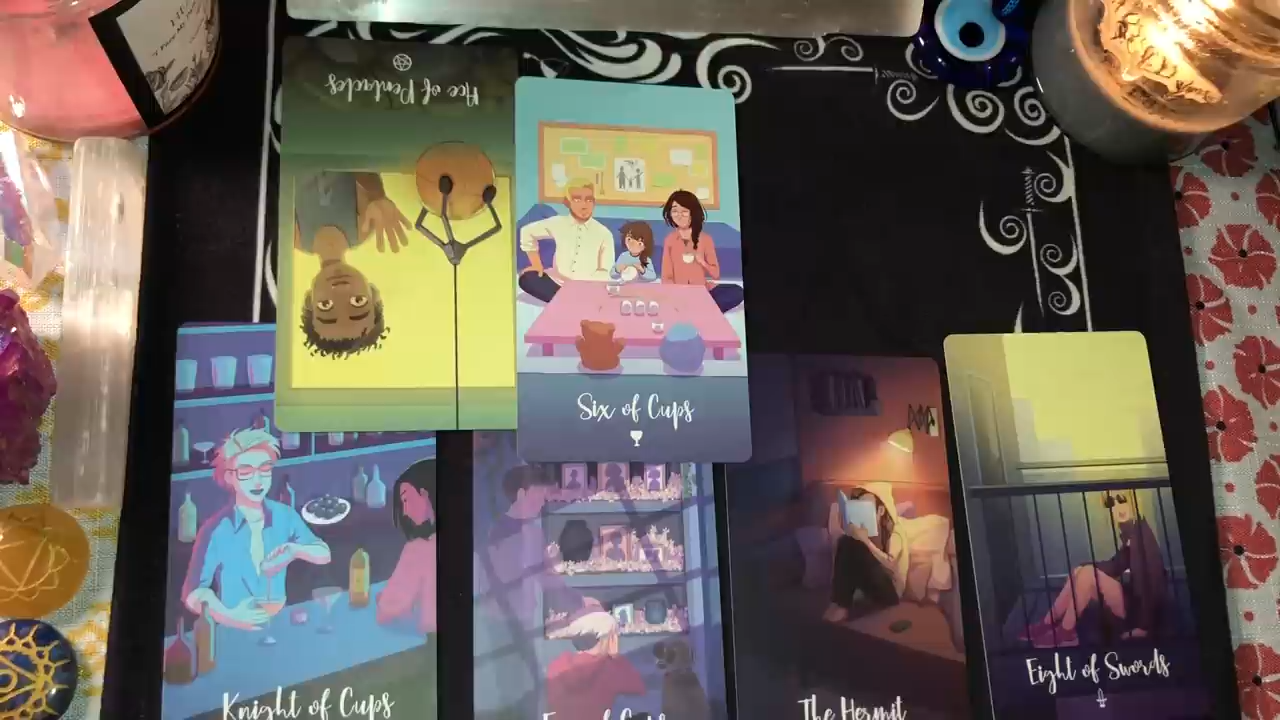 Ace of Pentacles
Six of Cups
Knight of Cups
The Hermit
Eight of Swords